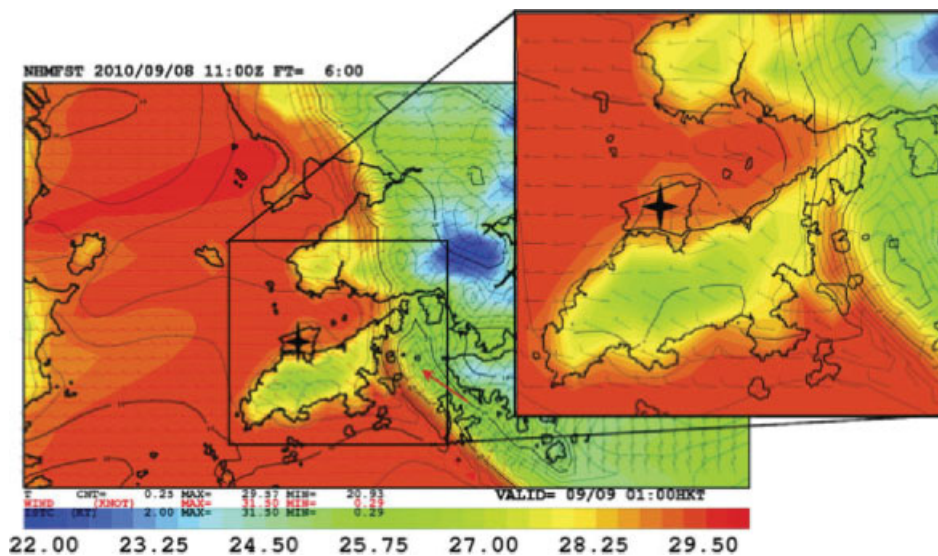 NHMFST 2010/09/08 11:00Z FT= 6:00
T CNT= 0.25 MAX= 29.57 MIN= 20.93
WIND (KNOT) MAX= 31.50 MIN= 0.29
ISTC (KT) 2.00 MAX= 31.50 MIN= 0.29
VALID= 09/09 01:00HKT
22.00 23.25 24.50 25.75 27.00 28.25 29.50